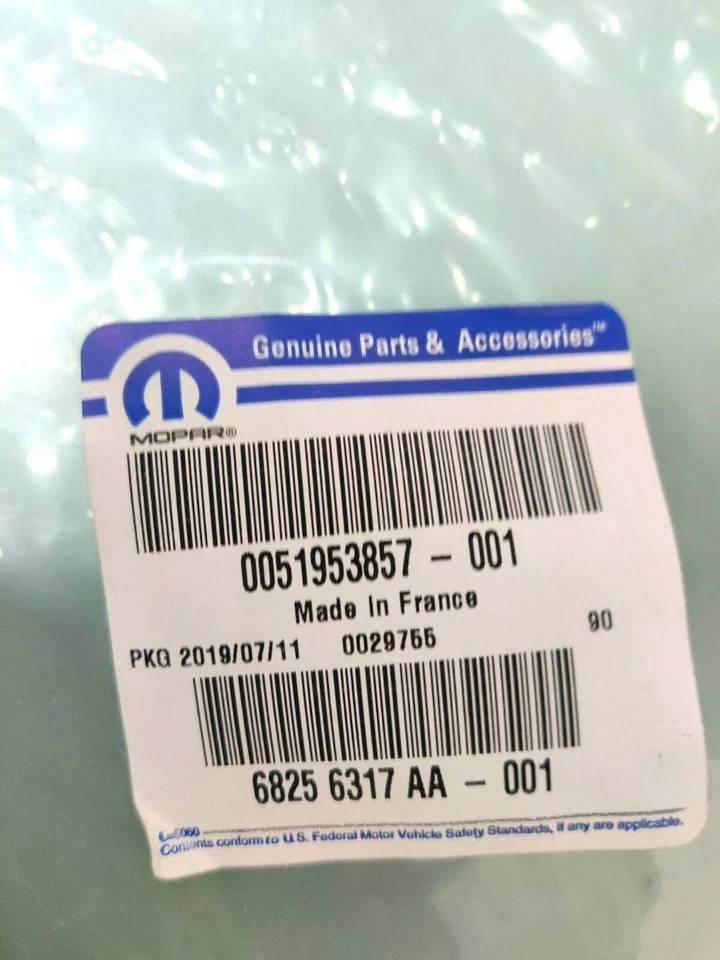 Genuine Parts & Accessories™
MOPAR®
0051953857 - 001
Made In France
90
PKG 2019/07/11 0029755
6825 6317 AA - 001
Contents conform to U.S. Federal Motor Vehicle Safety Standards, if any are applicable.